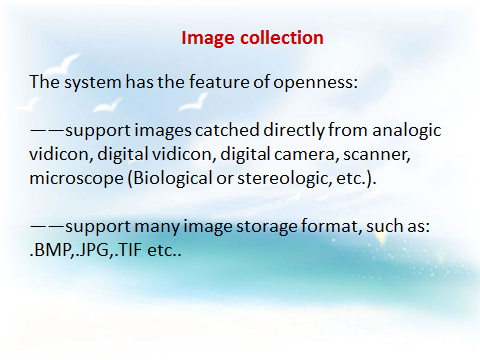 Image collection
The system has the feature of openness:
——support images catched directly from analogic
vidicon, digital vidicon, digital camera, scanner,
microscope (Biological or stereologic, etc.).
——support many image storage format, such as:
.BMP,.JPG,.TIF etc..